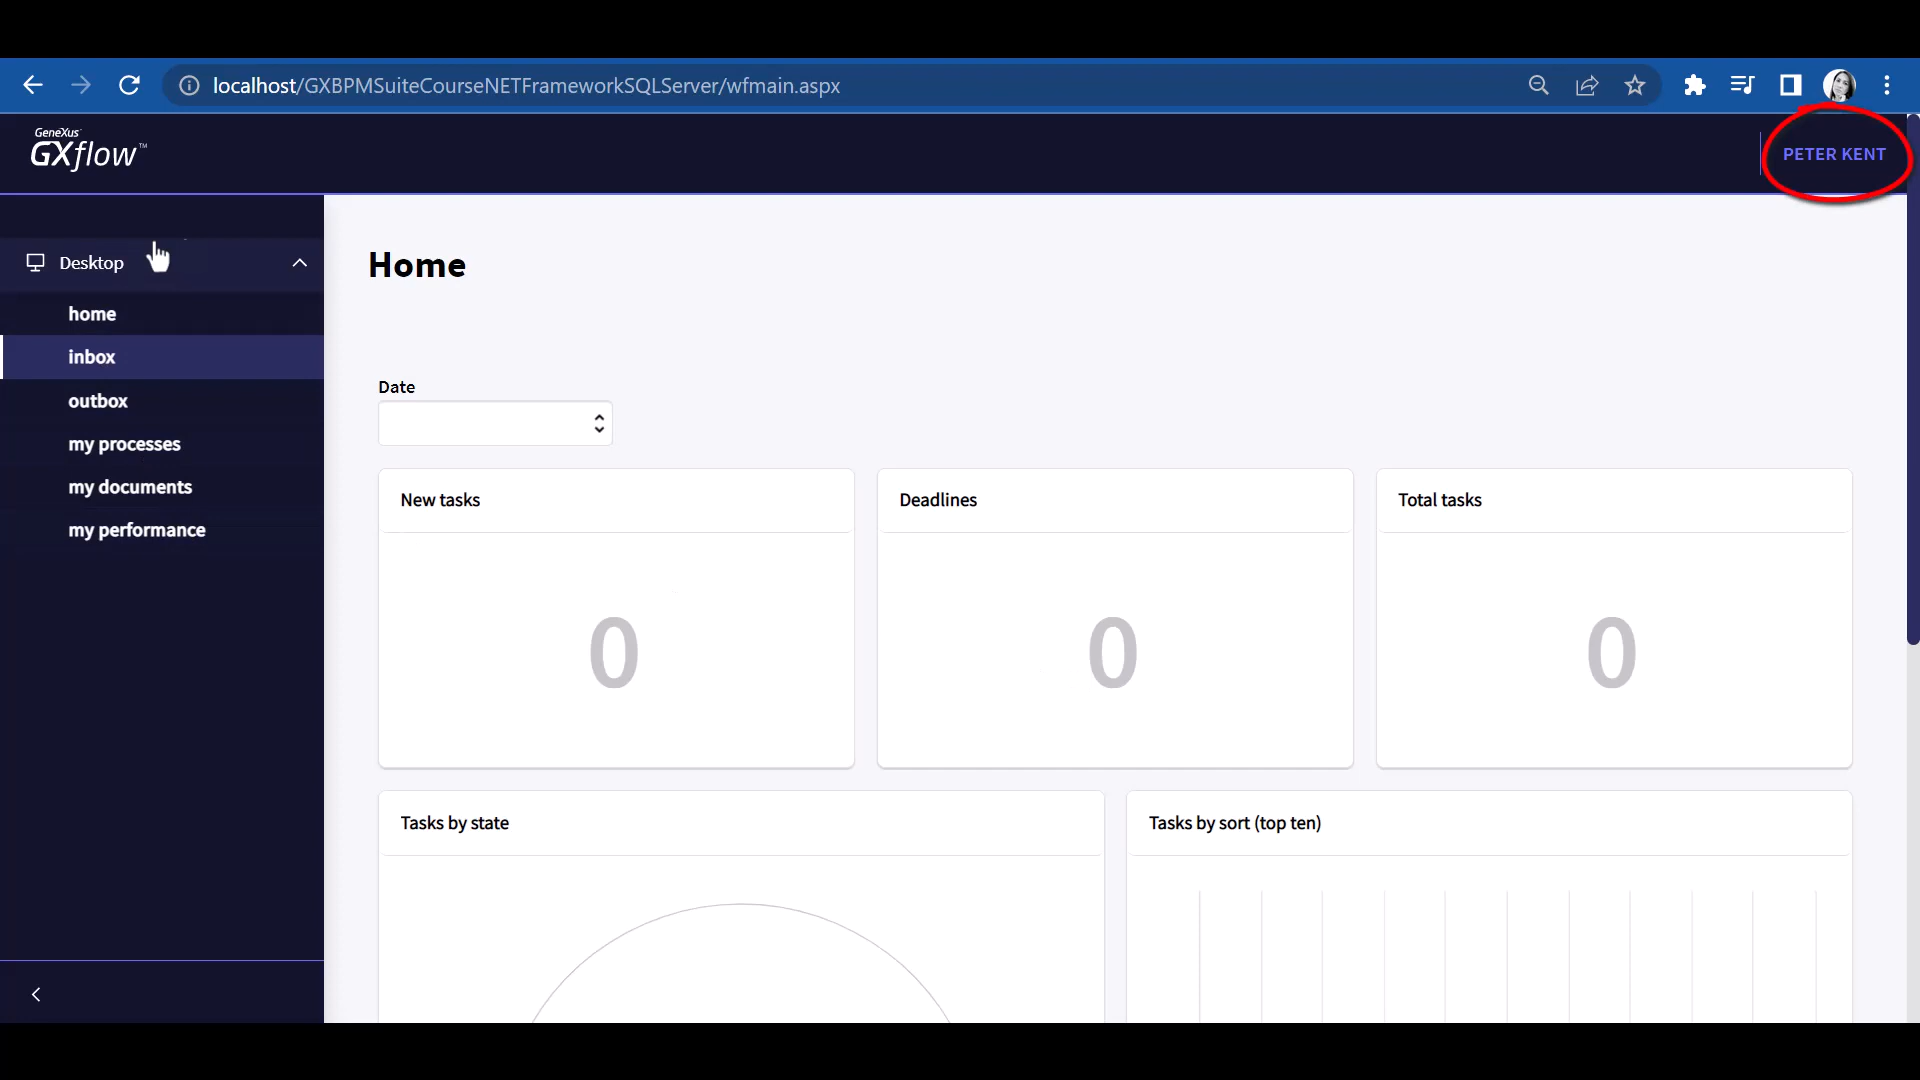 localhost/GXBPMSuiteCourseNETFrameworkSQLServer/wfmain.aspx
GeneXus
GXflow™
PETER KENT
Desktop
home
inbox
outbox
my processes
my documents
my performance
Home
Date
New tasks
Deadlines
Total tasks
0
0
0
Tasks by state
Tasks by sort (top ten)